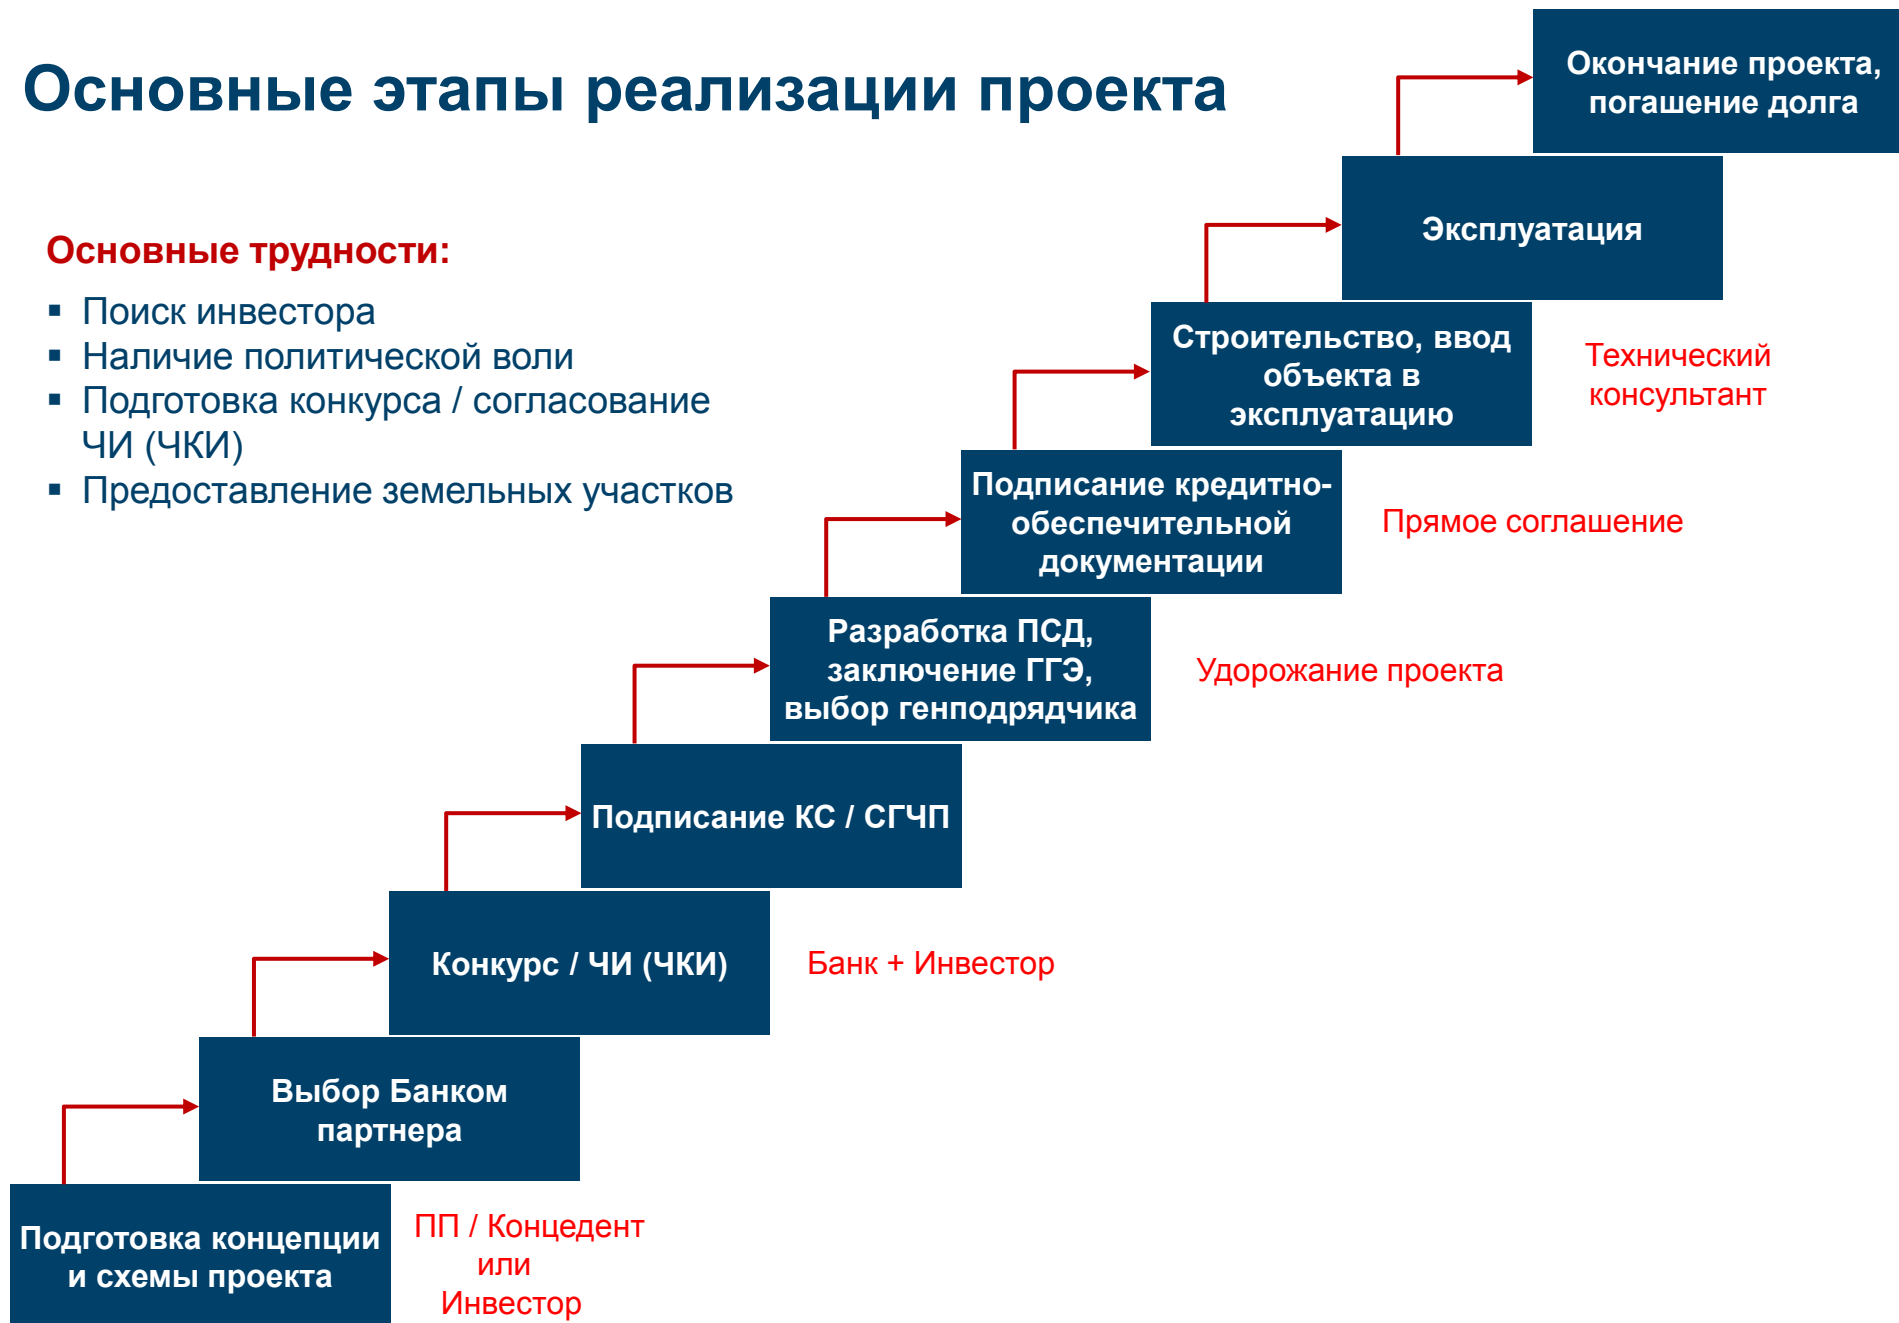 Основные этапы реализации проекта
Окончание проекта,
погашение долга
Эксплуатация
Основные трудности:
▪ Поиск инвестора
▪ Наличие политической воли
▪ Подготовка конкурса / согласование
ЧИ (ЧКИ)
▪ Предоставление земельных участков
Строительство, ввод
объекта в
эксплуатацию
Технический
консультант
Подписание кредитно-
обеспечительной
документации
Прямое соглашение
Разработка ПСД,
заключение ГГЭ,
выбор генподрядчика
Удорожание проекта
Подписание КС / СГЧП
Конкурс / ЧИ (ЧКИ)
Банк + Инвестор
Выбор Банком
партнера
Подготовка концепции
и схемы проекта
ПП / Концедент
или
Инвестор